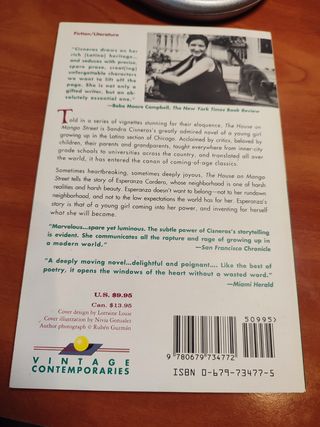 Fiction/Literature
"Cisneros draws on her
rich (Latino) heritage...
and seduces with precise,
spare prose, creat(ing)
unforgettable characters
we want to lift off the
page. She is not only a
gifted writer, but an ab-
solutely essential one."
—Bebe Moore Campbell, The New York Times Book Review
Told in a series of vignettes stunning for their eloquence, The House on
Mango Street is Sandra Cisneros's greatly admired novel of a young girl
growing up in the Latino section of Chicago. Acclaimed by critics, beloved by
children, their parents and grandparents, taught everywhere from inner-city
grade schools to universities across the country, and translated all over
the world, it has entered the canon of coming-of-age classics.
Sometimes heartbreaking, sometimes deeply joyous, The House on Mango
Street tells the story of Esperanza Cordero, whose neighborhood is one of harsh
realities and harsh beauty. Esperanza doesn't want to belong—not to her rundown
neighborhood, and not to the low expectations the world has for her. Esperanza's
story is that of a young girl coming into her power, and inventing for herself
what she will become.
"Marvelous...spare yet luminous. The subtle power of Cisneros's storytelling
is evident. She communicates all the rapture and rage of growing up in
a modern world."
—San Francisco Chronicle
"A deeply moving novel...delightful and poignant.... Like the best of
poetry, it opens the windows of the heart without a wasted word."
—Miami Herald
U.S. $9.95
Can. $13.95
Cover design by Lorraine Louie
Cover illustration by Nivia Gonzalez
Author photograph © Rubén Guzmán
VINTAGE
CONTEMPORARIES
50995>
9 780679 734772
ISBN 0-679-73477-5